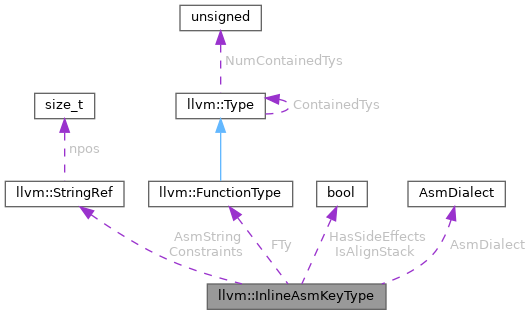 unsigned
NumContainedTys
size_t
llvm::Type
ContainedTys
npos
llvm::StringRef
llvm::FunctionType
bool
AsmDialect
AsmString
Constraints
FTy
HasSideEffects
IsAlignStack
AsmDialect
llvm::InlineAsmKeyType